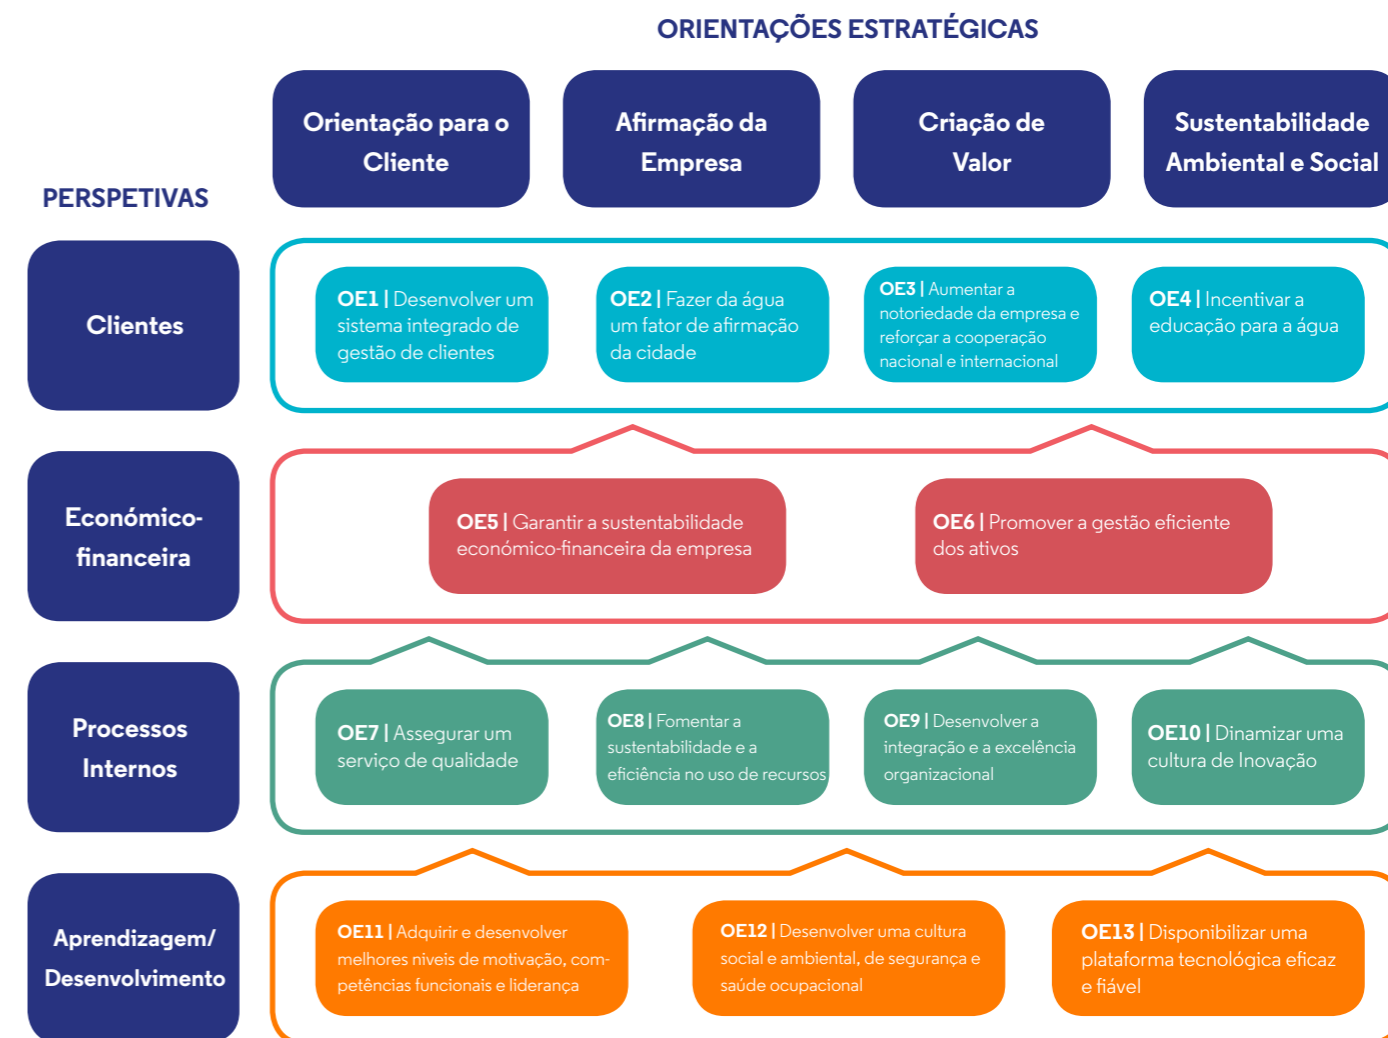 ORIENTAÇÕES ESTRATÉGICAS
Orientação para o
Cliente
Afirmação da
Empresa
Criação de
Valor
Sustentabilidade
Ambiental e Social
PERSPETIVAS
Clientes
OE1 | Desenvolver um
sistema integrado de
gestão de clientes
OE2 | Fazer da água
um fator de afirmação
da cidade
OE3 | Aumentar a
notoriedade da empresa e
reforçar a cooperação
nacional e internacional
OE4 | Incentivar a
educação para a água
Económico-
financeira
OE5 | Garantir a sustentabilidade
económico-financeira da empresa
OE6 | Promover a gestão eficiente
dos ativos
Processos
Internos
OE7 | Assegurar um
serviço de qualidade
OE8 | Fomentar a
sustentabilidade e a
eficiência no uso de recursos
OE9 | Desenvolver a
integração e a excelência
organizacional
OE10 | Dinamizar uma
cultura de Inovação
Aprendizagem/
Desenvolvimento
OE11 | Adquirir e desenvolver
melhores niveis de motivação, com-
petências funcionais e liderança
OE12 | Desenvolver uma cultura
social e ambiental, de segurança e
saúde ocupacional
OE13 | Disponibilizar uma
plataforma tecnológica eficaz
e fiável